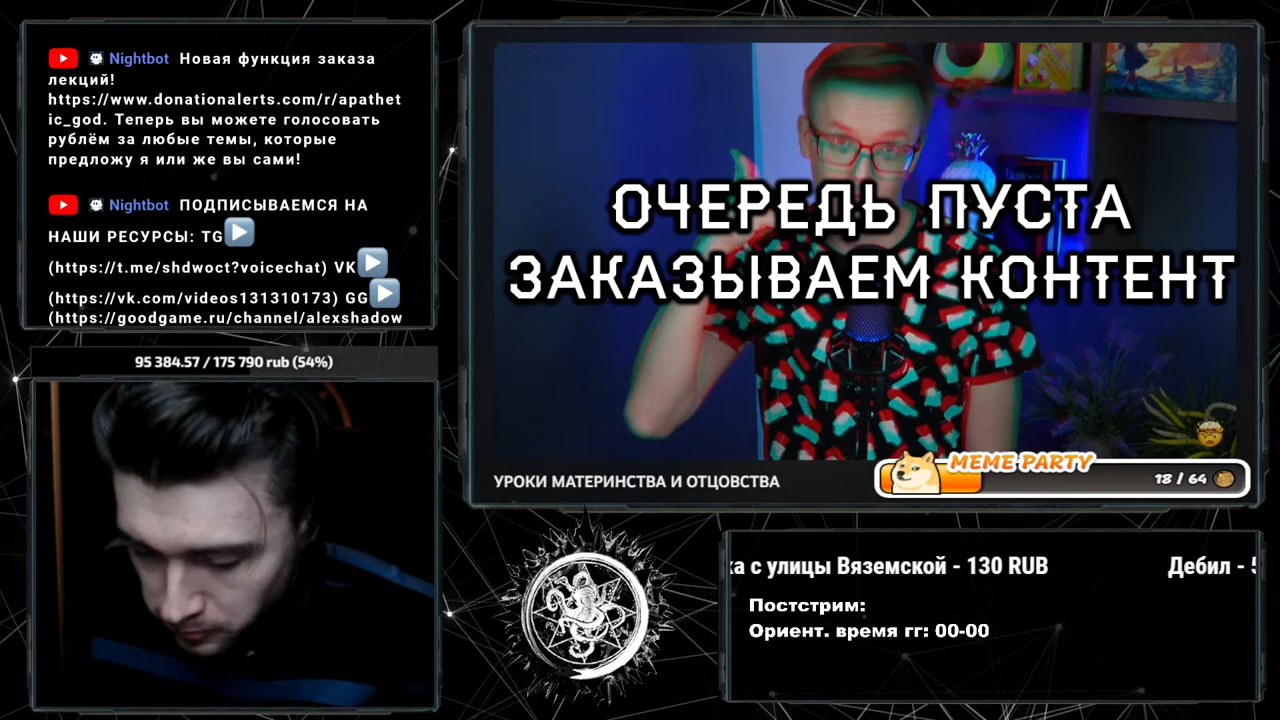 Nightbot Новая функция заказа
лекций!
https://www.donationalerts.com/r/apathet
ic_god. Теперь вы можете голосовать
рублём за любые темы, которые
предложу я или же вы сами!
Nightbot ПОДПИСЫВАЕМСЯ НА
НАШИ РЕСУРСЫ: TG
(https://t.me/shdwoct?voicechat) VK
(https://vk.com/videos131310173) GG
(https://goodgame.ru/channel/alexshadow
95 384.57 / 175 790 rub (54%)
ОЧЕРЕДЬ ПУСТА
ЗАКАЗЫВАЕМ КОНТЕНТ
УРОКИ МАТЕРИНСТВА И ОТЦОВСТВА
MEME PARTY
18 / 64
ка с улицы Вяземской - 130 RUB Дебил - 5
Постстрим:
Ориент. время гг: 00-00